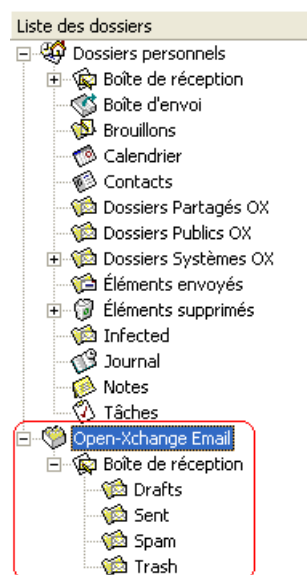 Liste des dossiers
Dossiers personnels
Boîte de réception
Boîte d'envoi
Brouillons
Calendrier
Contacts
Dossiers Partagés OX
Dossiers Publics OX
Dossiers Systèmes OX
Éléments envoyés
Éléments supprimés
Infected
Journal
Notes
Tâches
Open-Xchange Email
Boîte de réception
Drafts
Sent
Spam
Trash